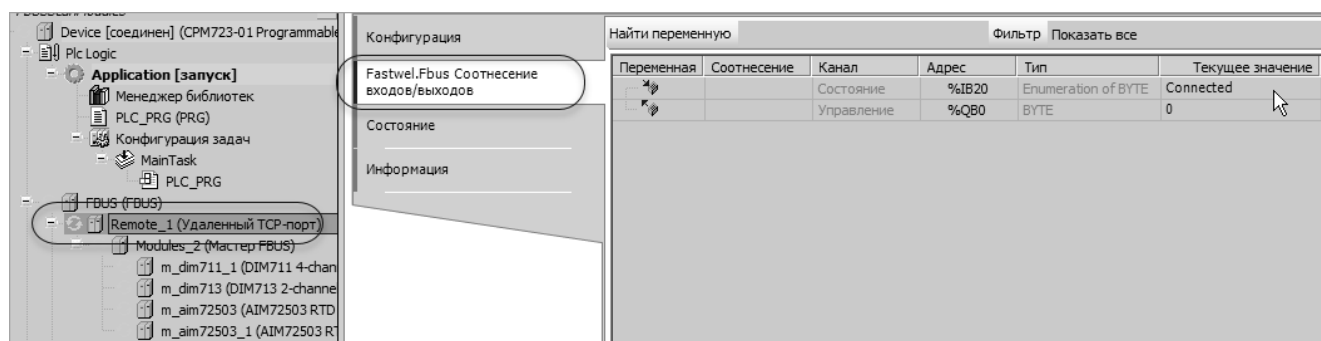 Device [соединен] (CPM723-01 Programmable
Plc Logic
Application [запуск]
Менеджер библиотек
PLC_PRG (PRG)
Конфигурация задач
MainTask
PLC_PRG
FBUS (FBUS)
Remote_1 (Удаленный TCP-порт)
Modules_2 (Мастер FBUS)
m_dim711_1 (DIM711 4-chan
m_dim713 (DIM713 2-channe
m_aim72503 (AIM72503 RTD
m_aim72503_1 (AIM72503 RT
Конфигурация
Fastwel.Fbus Соотнесение
входов/выходов
Состояние
Информация
Найти переменную Фильтр Показать все
Переменная Соотнесение Канал Адрес Тип Текущее значение
Состояние %IB20 Enumeration of BYTE Connected
Управление %QB0 BYTE 0